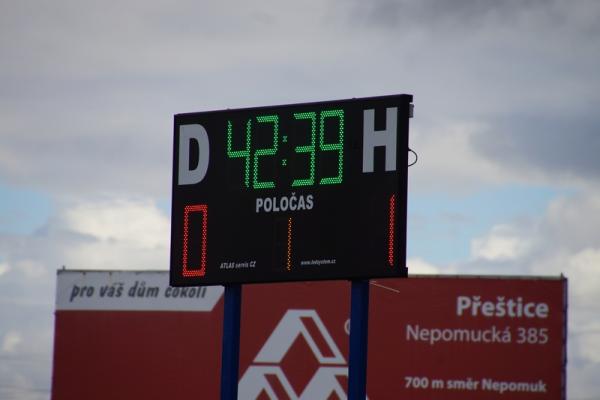 D 42:39 H
POLOČAS
0 1 1
ATLAS servis CZ www.ledsystem.cz
pro váš dům cokoli
Přeštice
Nepomucká 385
700 m směr Nepomuk